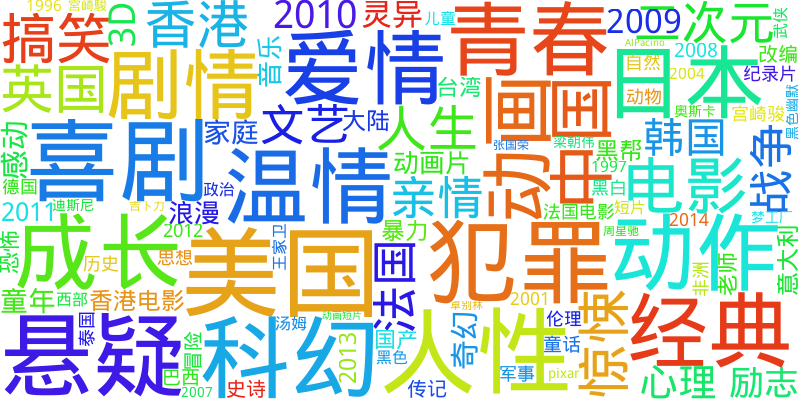 1996
宫崎骏
3D
香港
2010
灵异
儿童
青春
2009
二次元
武侠
搞笑
剧情
音乐
爱情
AlPacino
2008
改编
英国
台湾
日本
自然
2004
纪录片
动物
奥斯卡
宫崎骏
黑色幽默
感动
喜剧
家庭
文艺
大陆
人生
动画
中国
梁朝伟
黑帮
韩国
战争
张国荣
动画片
1997
德国
政治
温情
亲情
黑白
电影
2011
迪斯尼
吉卜力
浪漫
法国电影
短片
2014
梦工厂
恐怖
成长
2012
王家卫
暴力
犯罪
周星驰
动作
老师
意大利
历史
思想
美国
法国
非洲
童年
西部
香港电影
2001
泰国
动画短片
卓别林
悬疑
冒险
科幻
汤姆
2013
国产
人性
奇幻
伦理
惊悚
经典
黑色
童话
巴西
2007
史诗
传记
军事
pixar
心理
励志